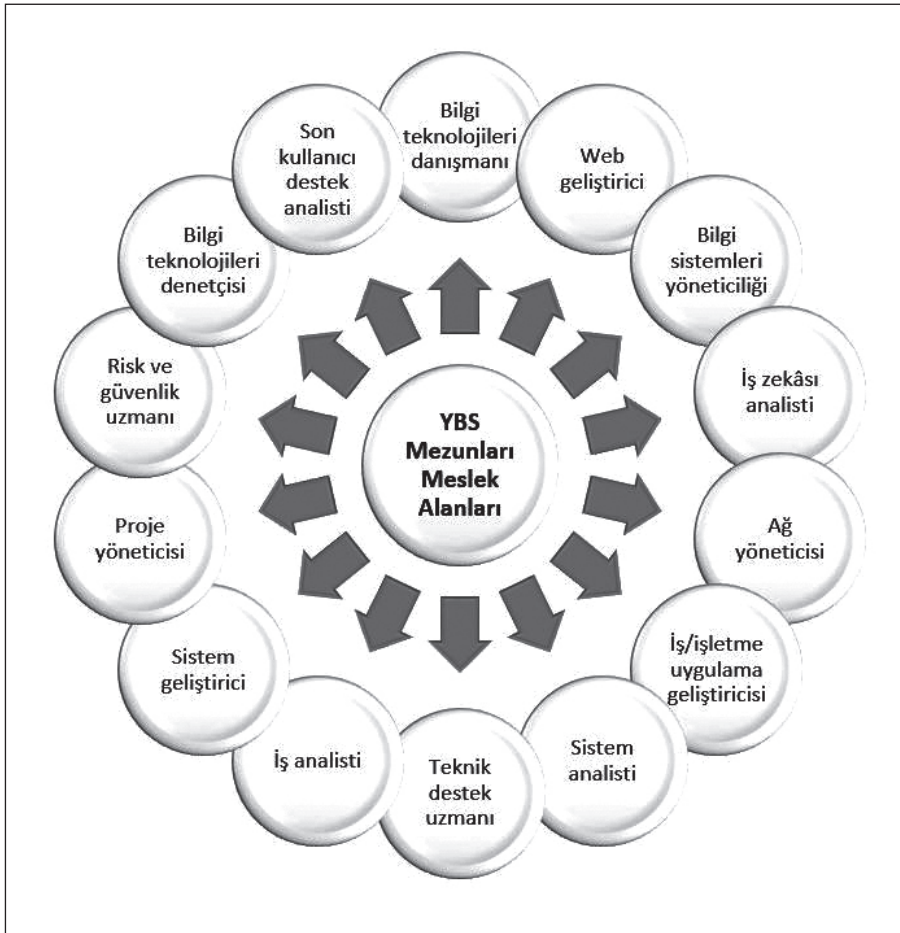 YBS
Mezunları
Meslek
Alanları
Bilgi
teknolojileri
danışmanı
Web
geliştirici
Bilgi
sistemleri
yöneticiliği
İş zekâsı
analisti
Ağ
yöneticisi
İş/işletme
uygulama
geliştiricisi
Sistem
analisti
Teknik
destek
uzmanı
İş analisti
Sistem
geliştirici
Proje
yöneticisi
Risk ve
güvenlik
uzmanı
Bilgi
teknolojileri
denetçisi
Son
kullanıcı
destek
analisti